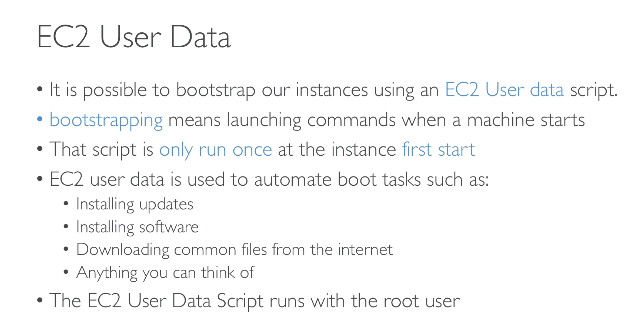 EC2 User Data
• It is possible to bootstrap our instances using an EC2 User data script.
• bootstrapping means launching commands when a machine starts
• That script is only run once at the instance first start
• EC2 user data is used to automate boot tasks such as:
• Installing updates
• Installing software
• Downloading common files from the internet
• Anything you can think of
• The EC2 User Data Script runs with the root user